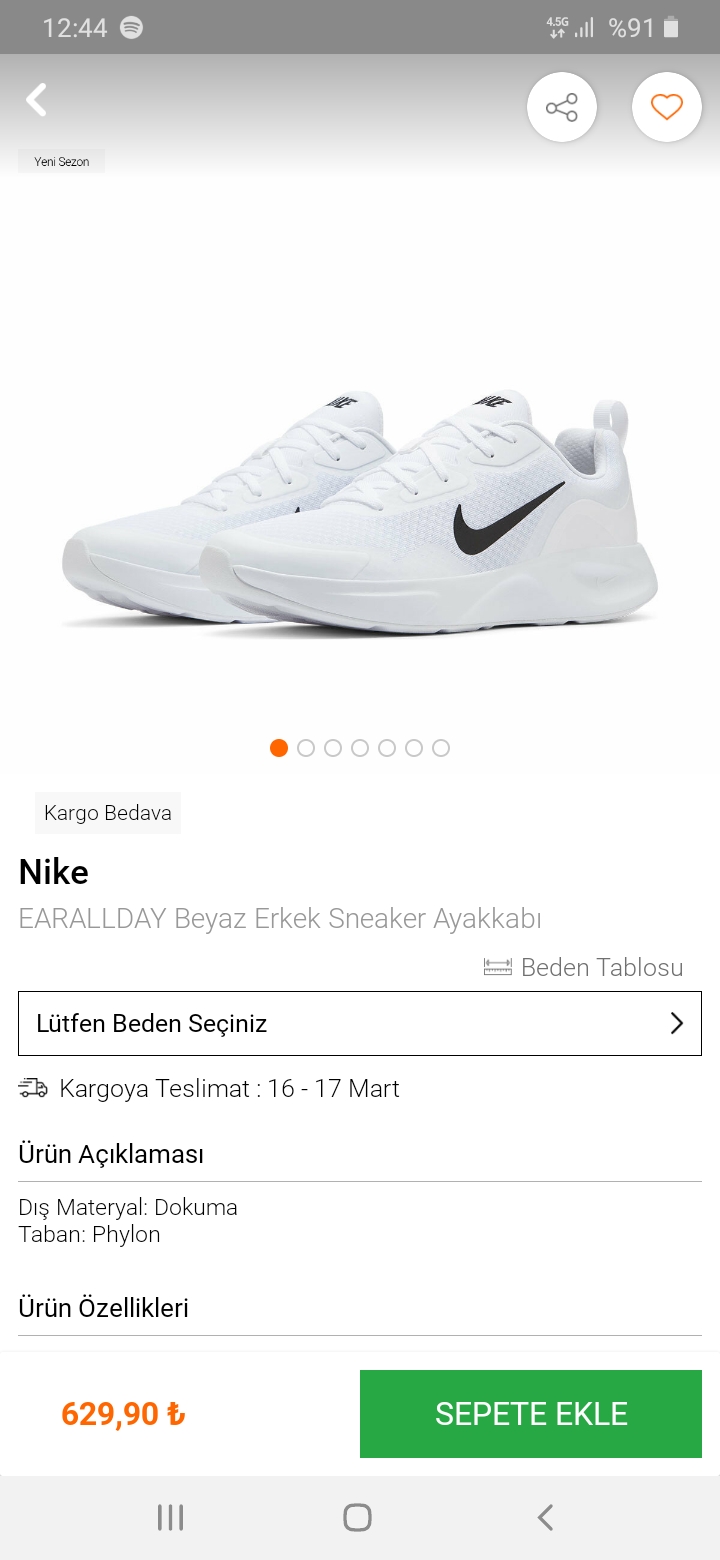 12:44
4.5G
%91
Yeni Sezon
NIKE
NIKE
Kargo Bedava
Nike
EARALLDAY Beyaz Erkek Sneaker Ayakkabı
Beden Tablosu
Lütfen Beden Seçiniz
Kargoya Teslimat : 16 - 17 Mart
Ürün Açıklaması
Dış Materyal: Dokuma
Taban: Phylon
Ürün Özellikleri
629,90 ₺
SEPETE EKLE